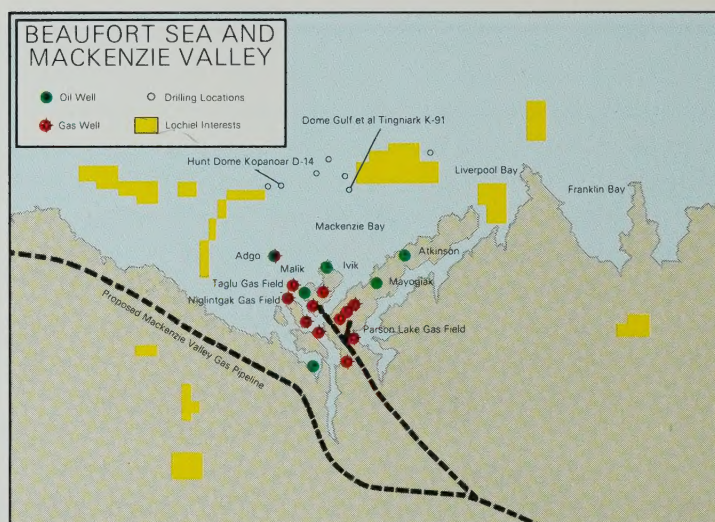 BEAUFORT SEA AND
MACKENZIE VALLEY
Oil Well
Drilling Locations
Gas Well
Lochiel Interests
Dome Gulf et al Tingniark K-91
Hunt Dome Kopanoar D-14
Liverpool Bay
Franklin Bay
Mackenzie Bay
Adgo
Ivik
Atkinson
Malik
Taglu Gas Field
Mayogiak
Niglintgak Gas Field
Parson Lake Gas Field
Proposed Mackenzie Valley Gas Pipeline